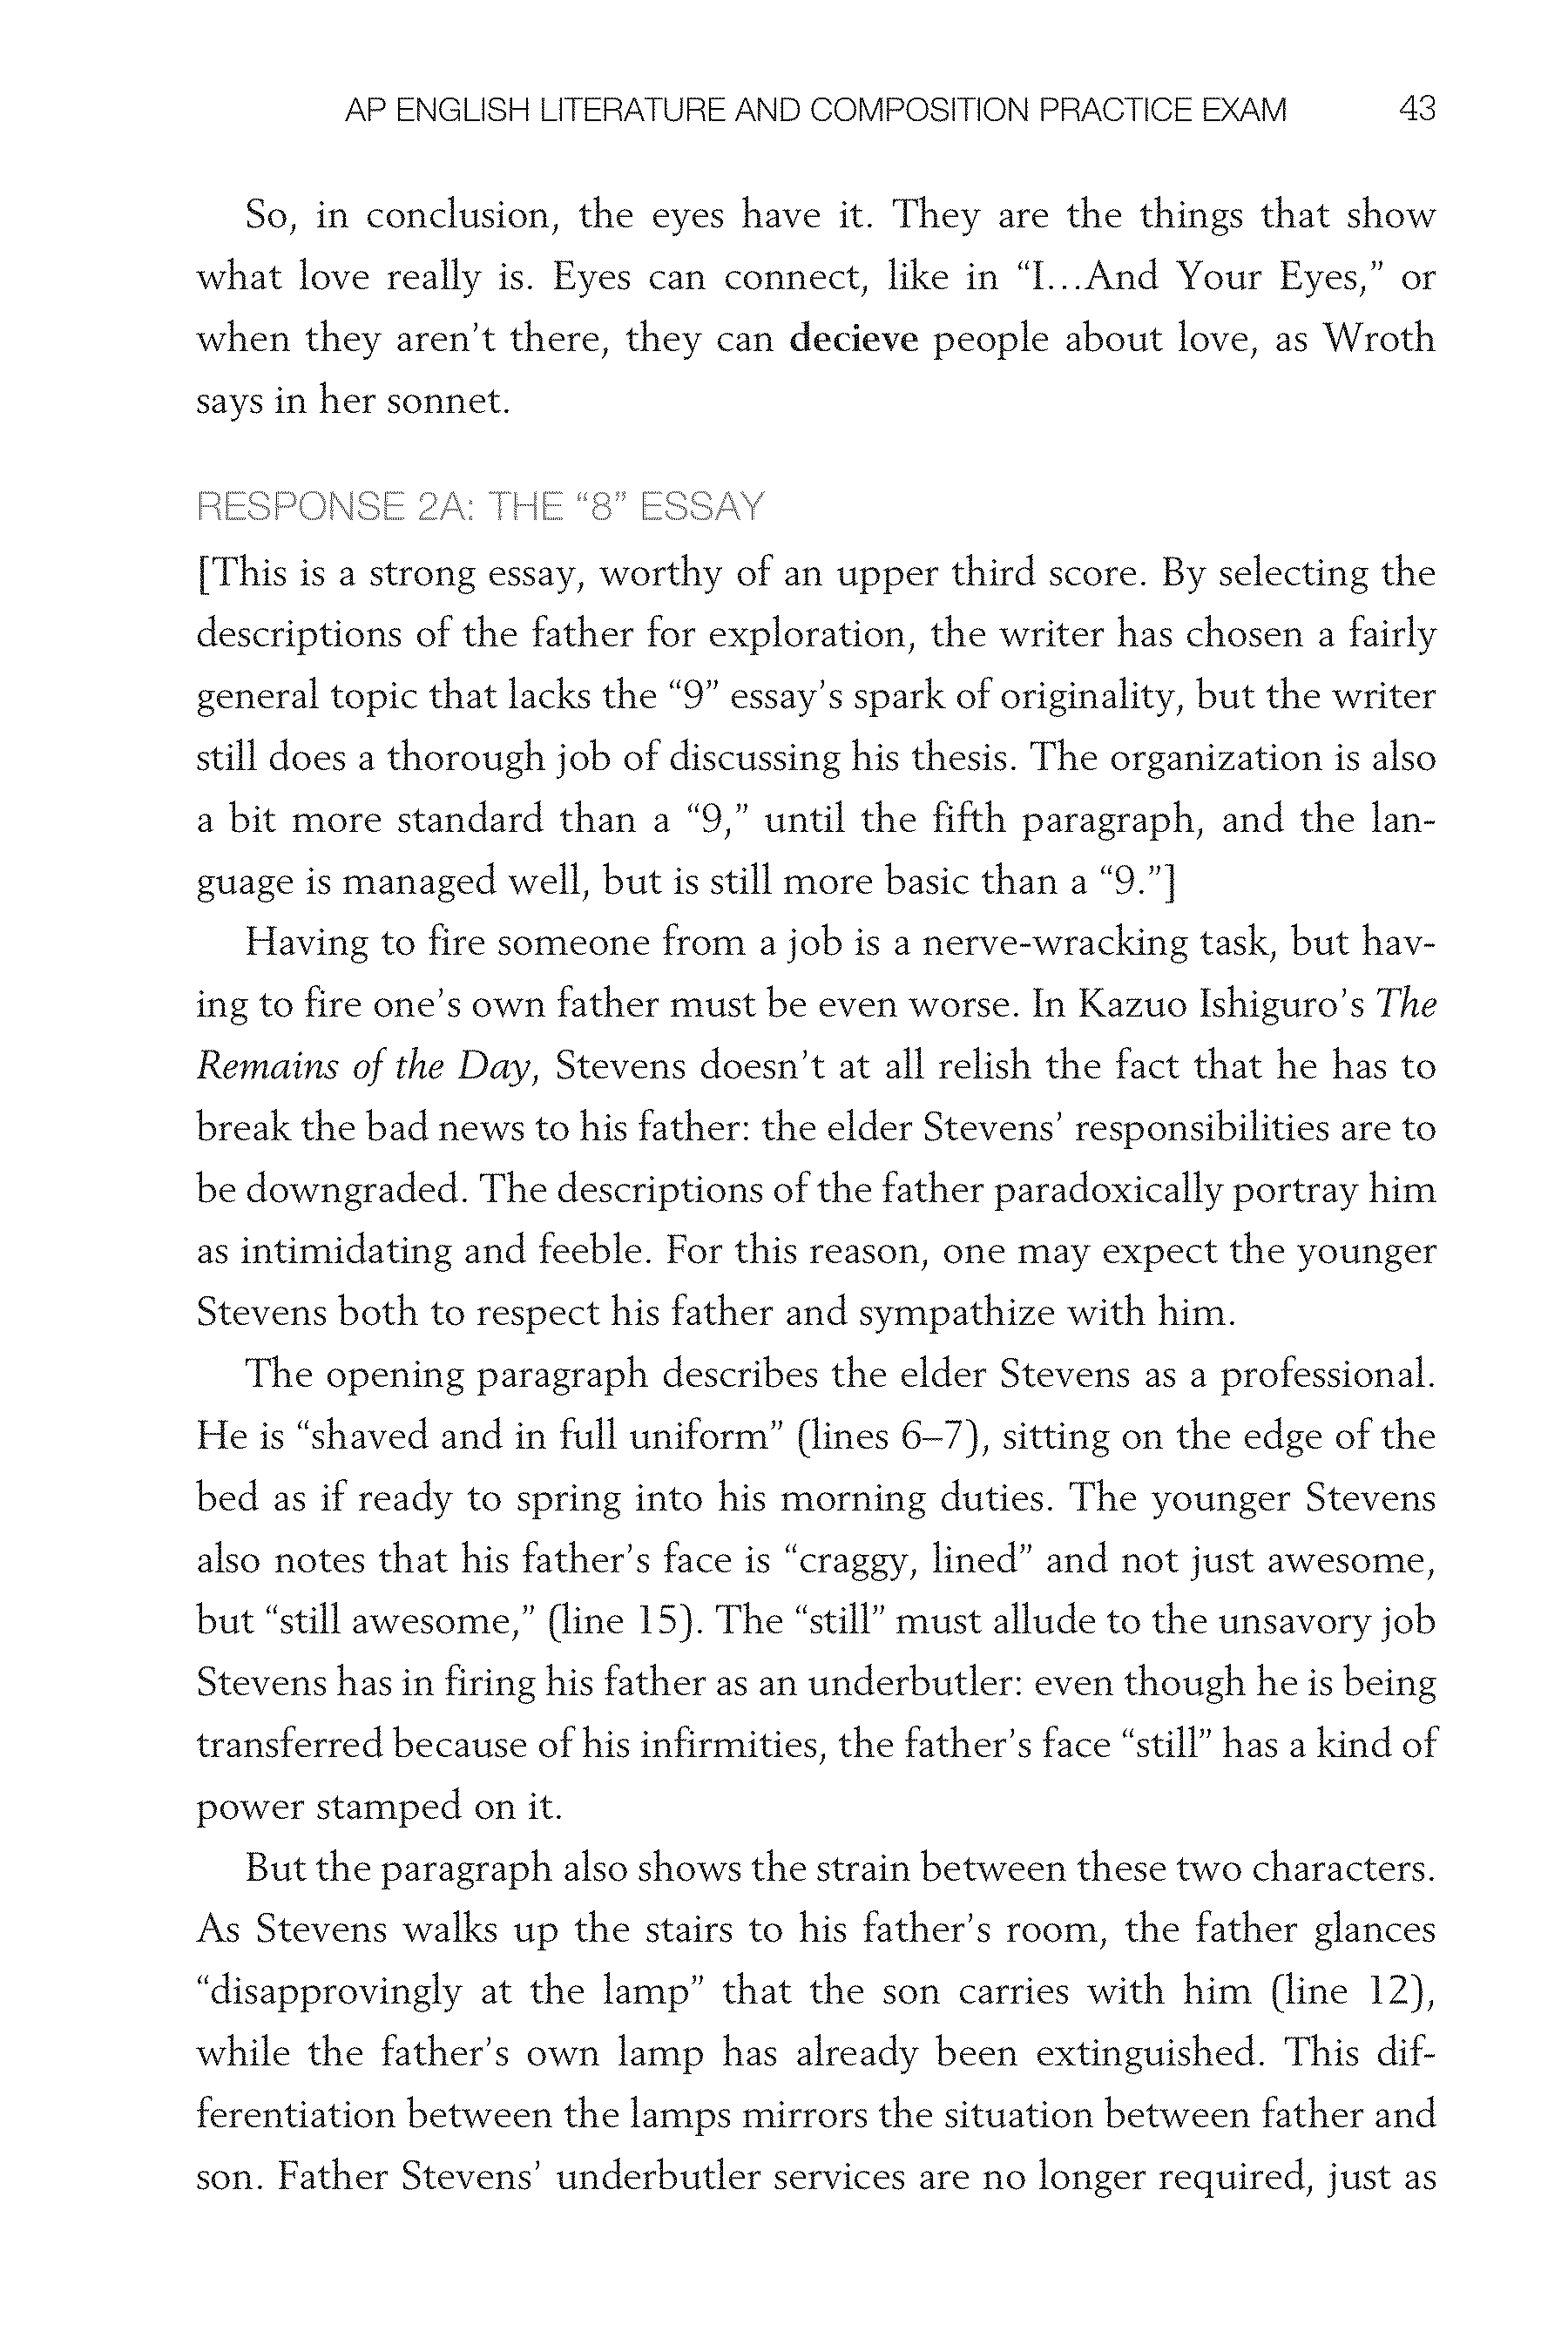 AP ENGLISH LITERATURE AND COMPOSITION PRACTICE EXAM 43
So, in conclusion, the eyes have it. They are the things that show
what love really is. Eyes can connect, like in “I...And Your Eyes,” or
when they aren’t there, they can decieve people about love, as Wroth
says in her sonnet.
RESPONSE 2A: THE “8” ESSAY
[This is a strong essay, worthy of an upper third score. By selecting the
descriptions of the father for exploration, the writer has chosen a fairly
general topic that lacks the “9” essay’s spark of originality, but the writer
still does a thorough job of discussing his thesis. The organization is also
a bit more standard than a “9,” until the fifth paragraph, and the lan-
guage is managed well, but is still more basic than a “9.”]
Having to fire someone from a job is a nerve-wracking task, but hav-
ing to fire one’s own father must be even worse. In Kazuo Ishiguro’s The
Remains of the Day, Stevens doesn’t at all relish the fact that he has to
break the bad news to his father: the elder Stevens’ responsibilities are to
be downgraded. The descriptions of the father paradoxically portray him
as intimidating and feeble. For this reason, one may expect the younger
Stevens both to respect his father and sympathize with him.
The opening paragraph describes the elder Stevens as a professional.
He is “shaved and in full uniform” (lines 6–7), sitting on the edge of the
bed as if ready to spring into his morning duties. The younger Stevens
also notes that his father’s face is “craggy, lined” and not just awesome,
but “still awesome,” (line 15). The “still” must allude to the unsavory job
Stevens has in firing his father as an underbutler: even though he is being
transferred because of his infirmities, the father’s face “still” has a kind of
power stamped on it.
But the paragraph also shows the strain between these two characters.
As Stevens walks up the stairs to his father’s room, the father glances
“disapprovingly at the lamp” that the son carries with him (line 12),
while the father’s own lamp has already been extinguished. This dif-
ferentiation between the lamps mirrors the situation between father and
son. Father Stevens’ underbutler services are no longer required, just as